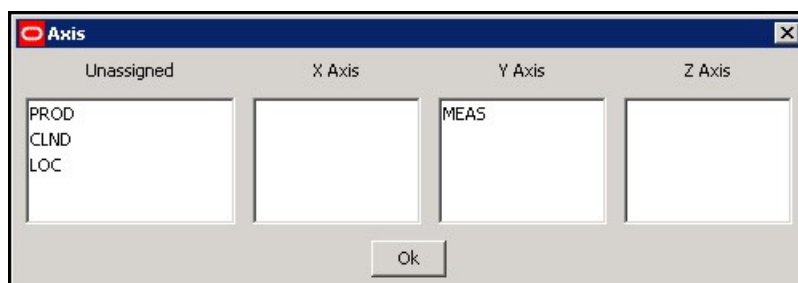 Axis
Unassigned X Axis Y Axis Z Axis
PROD MEAS
CLND
LOC
Ok